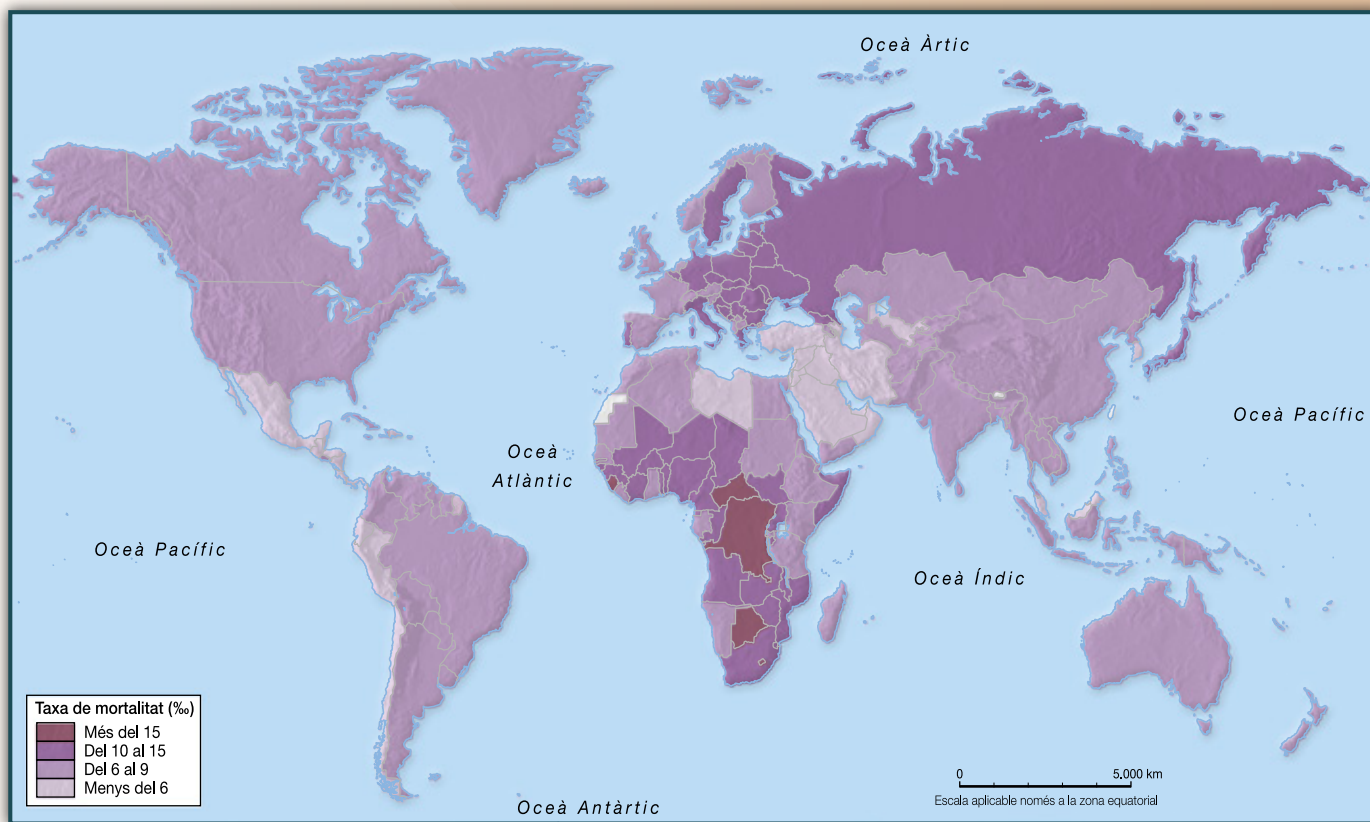 Oceà Àrtic
Oceà Pacífic
Oceà
Atlàntic
Oceà Pacífic
Oceà Índic
Taxa de mortalitat (‰)
Més del 15
Del 10 al 15
Del 6 al 9
Menys del 6
0 5.000 km
Escala aplicable només a la zona equatorial
Oceà Antàrtic